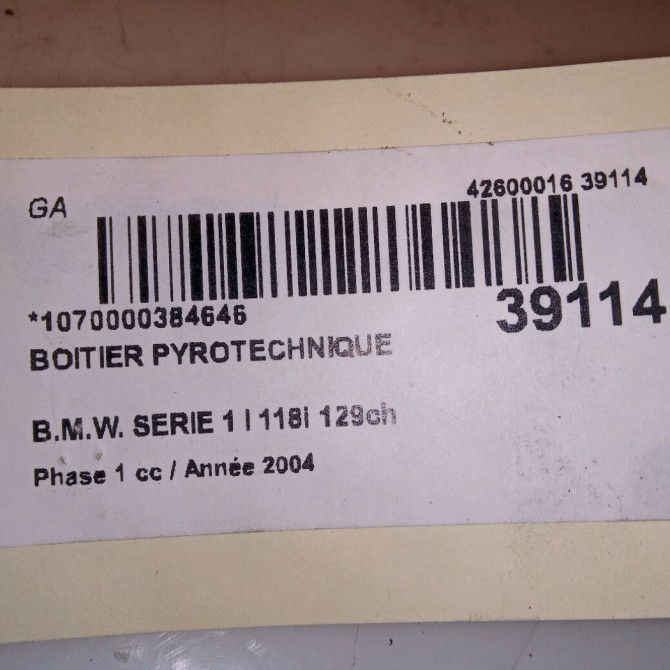 GA
42600016 39114
*1070000384646
39114
BOITIER PYROTECHNIQUE
B.M.W. SERIE 1 I 118i 129ch
Phase 1 cc / Année 2004